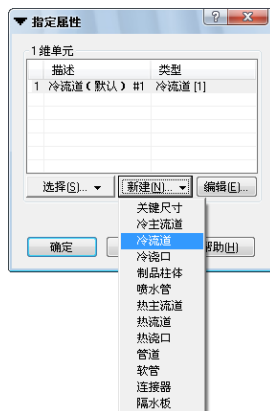 指定属性
1维单元
描述 类型
1 冷流道(默认) #1 冷流道 [1]
选择(S)... 新建(N)... 编辑(E)...
关键尺寸
冷主流道
冷流道
冷浇口
制品柱体
喷水管
热主流道
热流道
热浇口
管道
软管
连接器
隔水板
确定 帮助(H)